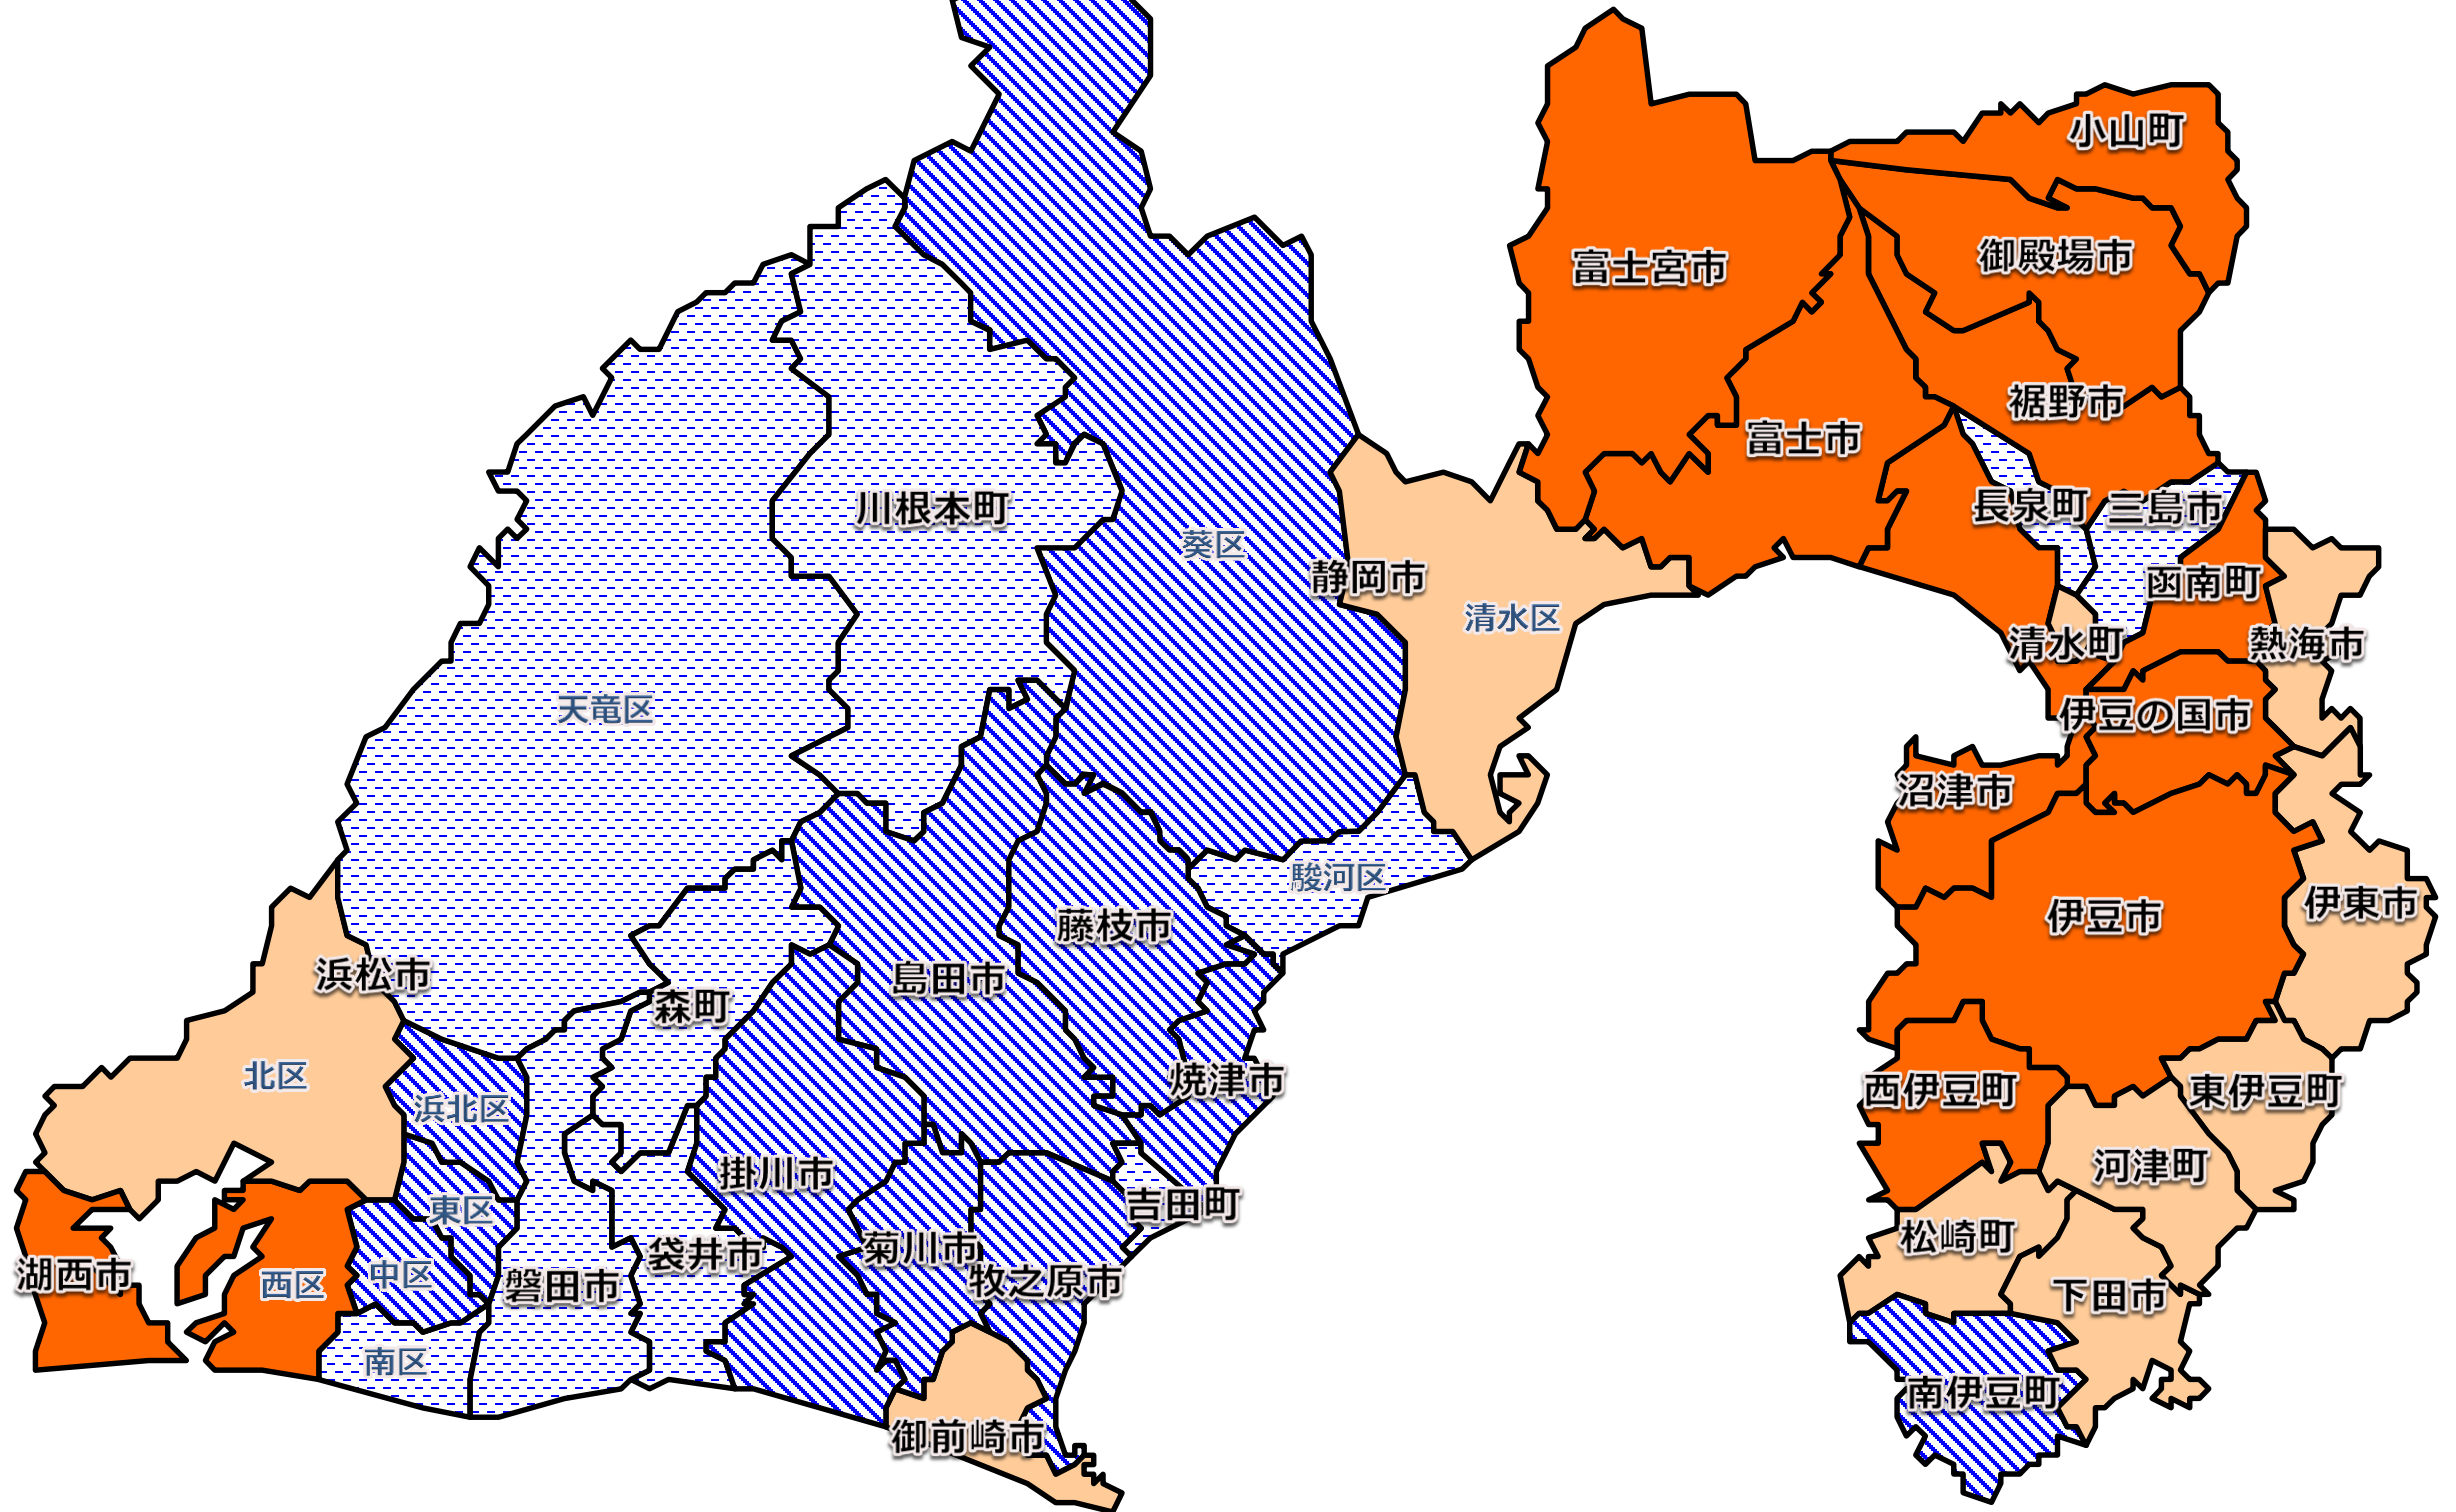 小山町
御殿場市
富士宮市
裾野市
富士市
川根本町
長泉町
三島市
葵区
静岡市
函南町
清水区
清水町
熱海市
天竜区
伊豆の国市
沼津市
駿河区
伊東市
伊豆市
藤枝市
浜松市
島田市
森町
北区
焼津市
西伊豆町
東伊豆町
浜北区
河津町
掛川市
吉田町
東区
松崎町
菊川市
袋井市
湖西市
中区
西区
磐田市
牧之原市
下田市
南区
南伊豆町
御前崎市